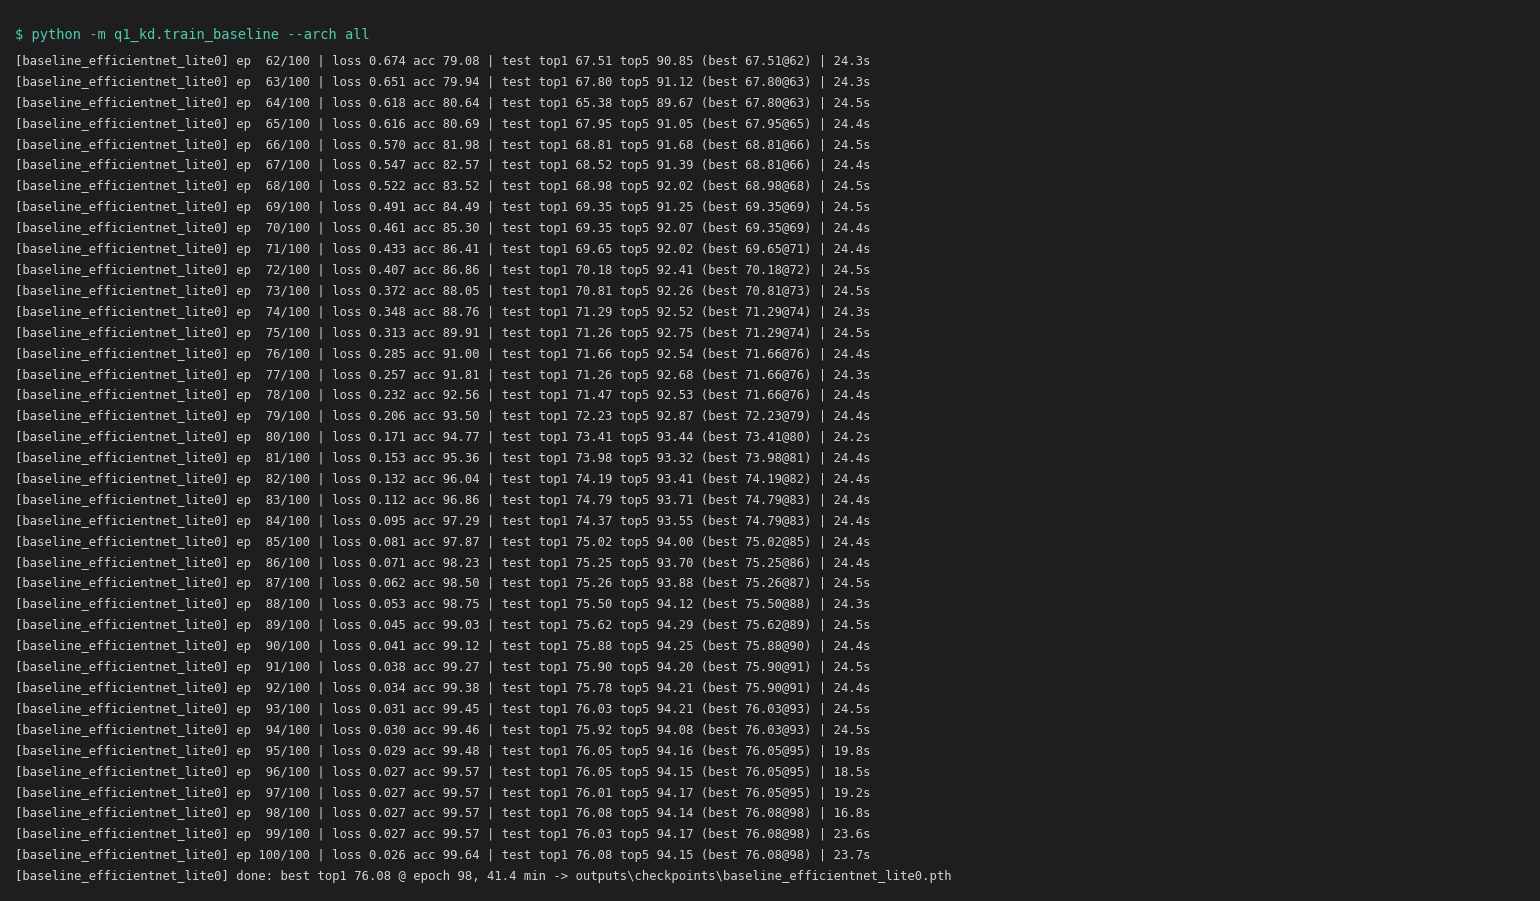 $ python -m q1_kd.train_baseline --arch all
[baseline_efficientnet_lite0] ep  62/100 | loss 0.674 acc 79.08 | test top1 67.51 top5 90.85 (best 67.51@62) | 24.3s
[baseline_efficientnet_lite0] ep  63/100 | loss 0.651 acc 79.94 | test top1 67.80 top5 91.12 (best 67.80@63) | 24.3s
[baseline_efficientnet_lite0] ep  64/100 | loss 0.618 acc 80.64 | test top1 65.38 top5 89.67 (best 67.80@63) | 24.5s
[baseline_efficientnet_lite0] ep  65/100 | loss 0.616 acc 80.69 | test top1 67.95 top5 91.05 (best 67.95@65) | 24.4s
[baseline_efficientnet_lite0] ep  66/100 | loss 0.570 acc 81.98 | test top1 68.81 top5 91.68 (best 68.81@66) | 24.5s
[baseline_efficientnet_lite0] ep  67/100 | loss 0.547 acc 82.57 | test top1 68.52 top5 91.39 (best 68.81@66) | 24.4s
[baseline_efficientnet_lite0] ep  68/100 | loss 0.522 acc 83.52 | test top1 68.98 top5 92.02 (best 68.98@68) | 24.5s
[baseline_efficientnet_lite0] ep  69/100 | loss 0.491 acc 84.49 | test top1 69.35 top5 91.25 (best 69.35@69) | 24.5s
[baseline_efficientnet_lite0] ep  70/100 | loss 0.461 acc 85.30 | test top1 69.35 top5 92.07 (best 69.35@69) | 24.4s
[baseline_efficientnet_lite0] ep  71/100 | loss 0.433 acc 86.41 | test top1 69.65 top5 92.02 (best 69.65@71) | 24.4s
[baseline_efficientnet_lite0] ep  72/100 | loss 0.407 acc 86.86 | test top1 70.18 top5 92.41 (best 70.18@72) | 24.5s
[baseline_efficientnet_lite0] ep  73/100 | loss 0.372 acc 88.05 | test top1 70.81 top5 92.26 (best 70.81@73) | 24.5s
[baseline_efficientnet_lite0] ep  74/100 | loss 0.348 acc 88.76 | test top1 71.29 top5 92.52 (best 71.29@74) | 24.3s
[baseline_efficientnet_lite0] ep  75/100 | loss 0.313 acc 89.91 | test top1 71.26 top5 92.75 (best 71.29@74) | 24.5s
[baseline_efficientnet_lite0] ep  76/100 | loss 0.285 acc 91.00 | test top1 71.66 top5 92.54 (best 71.66@76) | 24.4s
[baseline_efficientnet_lite0] ep  77/100 | loss 0.257 acc 91.81 | test top1 71.26 top5 92.68 (best 71.66@76) | 24.3s
[baseline_efficientnet_lite0] ep  78/100 | loss 0.232 acc 92.56 | test top1 71.47 top5 92.53 (best 71.66@76) | 24.4s
[baseline_efficientnet_lite0] ep  79/100 | loss 0.206 acc 93.50 | test top1 72.23 top5 92.87 (best 72.23@79) | 24.4s
[baseline_efficientnet_lite0] ep  80/100 | loss 0.171 acc 94.77 | test top1 73.41 top5 93.44 (best 73.41@80) | 24.2s
[baseline_efficientnet_lite0] ep  81/100 | loss 0.153 acc 95.36 | test top1 73.98 top5 93.32 (best 73.98@81) | 24.4s
[baseline_efficientnet_lite0] ep  82/100 | loss 0.132 acc 96.04 | test top1 74.19 top5 93.41 (best 74.19@82) | 24.4s
[baseline_efficientnet_lite0] ep  83/100 | loss 0.112 acc 96.86 | test top1 74.79 top5 93.71 (best 74.79@83) | 24.4s
[baseline_efficientnet_lite0] ep  84/100 | loss 0.095 acc 97.29 | test top1 74.37 top5 93.55 (best 74.79@83) | 24.4s
[baseline_efficientnet_lite0] ep  85/100 | loss 0.081 acc 97.87 | test top1 75.02 top5 94.00 (best 75.02@85) | 24.4s
[baseline_efficientnet_lite0] ep  86/100 | loss 0.071 acc 98.23 | test top1 75.25 top5 93.70 (best 75.25@86) | 24.4s
[baseline_efficientnet_lite0] ep  87/100 | loss 0.062 acc 98.50 | test top1 75.26 top5 93.88 (best 75.26@87) | 24.5s
[baseline_efficientnet_lite0] ep  88/100 | loss 0.053 acc 98.75 | test top1 75.50 top5 94.12 (best 75.50@88) | 24.3s
[baseline_efficientnet_lite0] ep  89/100 | loss 0.045 acc 99.03 | test top1 75.62 top5 94.29 (best 75.62@89) | 24.5s
[baseline_efficientnet_lite0] ep  90/100 | loss 0.041 acc 99.12 | test top1 75.88 top5 94.25 (best 75.88@90) | 24.4s
[baseline_efficientnet_lite0] ep  91/100 | loss 0.038 acc 99.27 | test top1 75.90 top5 94.20 (best 75.90@91) | 24.5s
[baseline_efficientnet_lite0] ep  92/100 | loss 0.034 acc 99.38 | test top1 75.78 top5 94.21 (best 75.90@91) | 24.4s
[baseline_efficientnet_lite0] ep  93/100 | loss 0.031 acc 99.45 | test top1 76.03 top5 94.21 (best 76.03@93) | 24.5s
[baseline_efficientnet_lite0] ep  94/100 | loss 0.030 acc 99.46 | test top1 75.92 top5 94.08 (best 76.03@93) | 24.5s
[baseline_efficientnet_lite0] ep  95/100 | loss 0.029 acc 99.48 | test top1 76.05 top5 94.16 (best 76.05@95) | 19.8s
[baseline_efficientnet_lite0] ep  96/100 | loss 0.027 acc 99.57 | test top1 76.05 top5 94.15 (best 76.05@95) | 18.5s
[baseline_efficientnet_lite0] ep  97/100 | loss 0.027 acc 99.57 | test top1 76.01 top5 94.17 (best 76.05@95) | 19.2s
[baseline_efficientnet_lite0] ep  98/100 | loss 0.027 acc 99.57 | test top1 76.08 top5 94.14 (best 76.08@98) | 16.8s
[baseline_efficientnet_lite0] ep  99/100 | loss 0.027 acc 99.57 | test top1 76.03 top5 94.17 (best 76.08@98) | 23.6s
[baseline_efficientnet_lite0] ep 100/100 | loss 0.026 acc 99.64 | test top1 76.08 top5 94.15 (best 76.08@98) | 23.7s
[baseline_efficientnet_lite0] done: best top1 76.08 @ epoch 98, 41.4 min -> outputs\checkpoints\baseline_efficientnet_lite0.pth